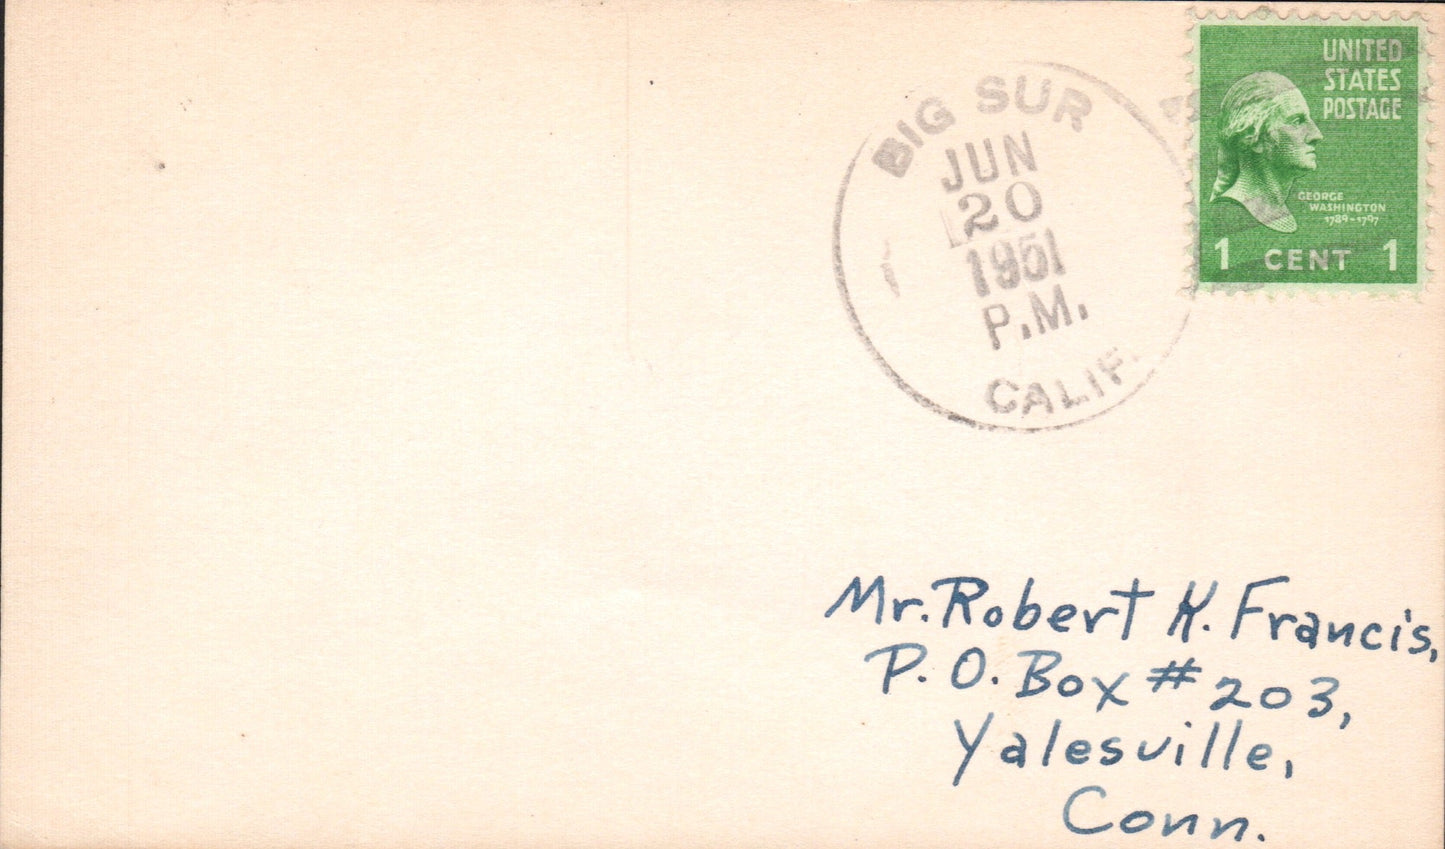 BIG SUR
JUN
20
1951
P.M.
CALIF.
UNITED
STATES
POSTAGE
GEORGE
WASHINGTON
1789-1797
1 CENT 1
Mr. Robert K. Francis,
P. O. Box # 203,
Yalesville,
Conn.